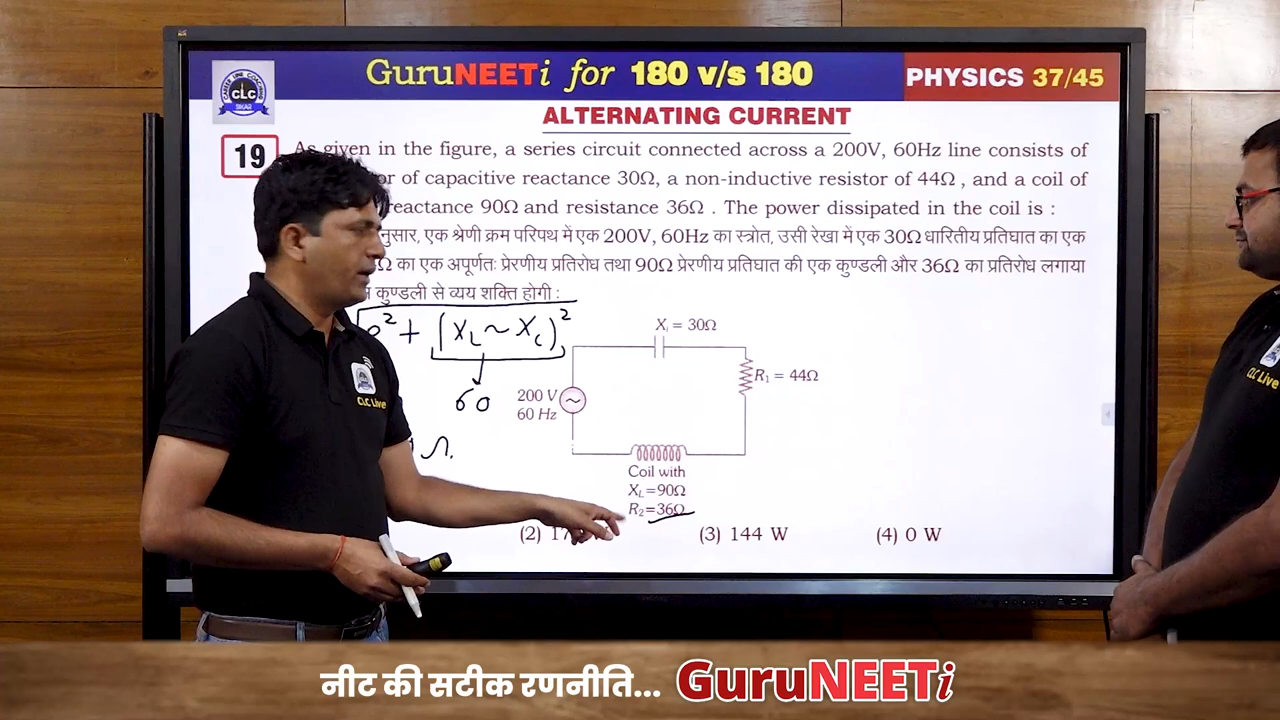 GuruNEETi for 180 v/s 180
PHYSICS 37/45
CLC
ALTERNATING CURRENT
19
As given in the figure, a series circuit connected across a 200V, 60Hz line consists of
of capacitive reactance 30Ω, a non-inductive resistor of 44Ω , and a coil of
reactance 90Ω and resistance 36Ω . The power dissipated in the coil is :
एक श्रेणी क्रम परिपथ में एक 200V, 60Hz का स्त्रोत, उसी रेखा में एक 30Ω धारितीय प्रतिघात का एक
का एक अपूर्णतः प्रेरणीय प्रतिरोध तथा 90Ω प्रेरणीय प्रतिघात की एक कुण्डली और 36Ω का प्रतिरोध लगाया
कुण्डली से व्यय शक्ति होगी :
2 + (XL ~ XC)2
60
Ω
= 30Ω
R1 = 44Ω
200 V
60 Hz
Coil with
XL=90Ω
R2=36Ω
(2)
(3) 144 W
(4) 0 W
CLC Live
CLC Live
नीट की सटीक रणनीति... GuruNEETi